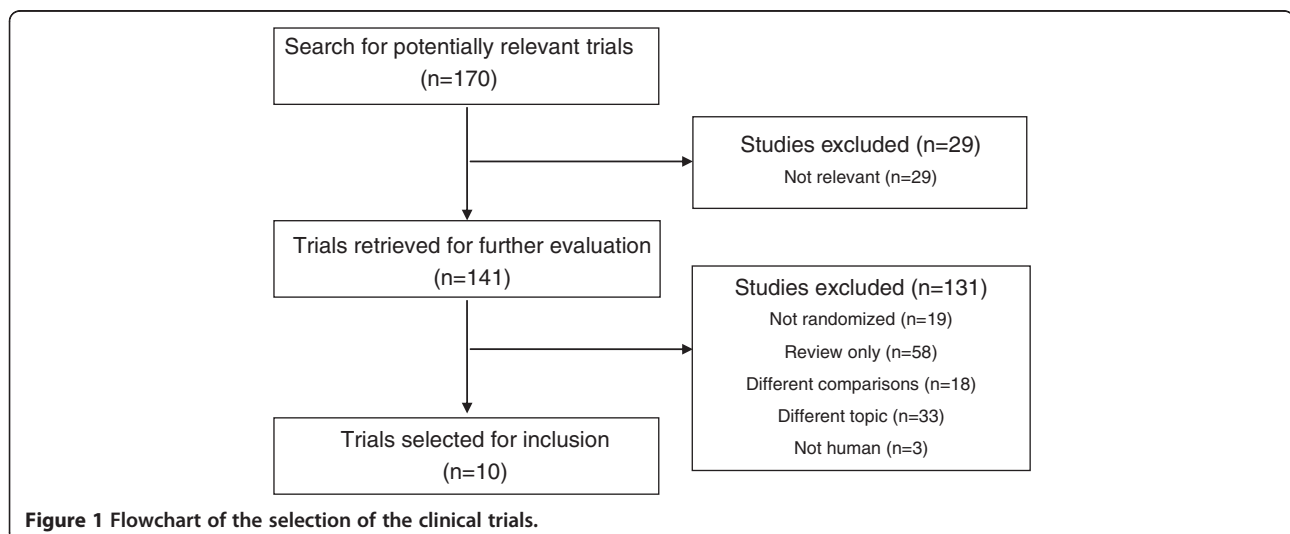 Search for potentially relevant trials
(n=170)
Studies excluded (n=29)
Not relevant (n=29)
Trials retrieved for further evaluation
(n=141)
Studies excluded (n=131)
Not randomized (n=19)
Review only (n=58)
Different comparisons (n=18)
Different topic (n=33)
Not human (n=3)
Trials selected for inclusion
(n=10)
Figure 1 Flowchart of the selection of the clinical trials.